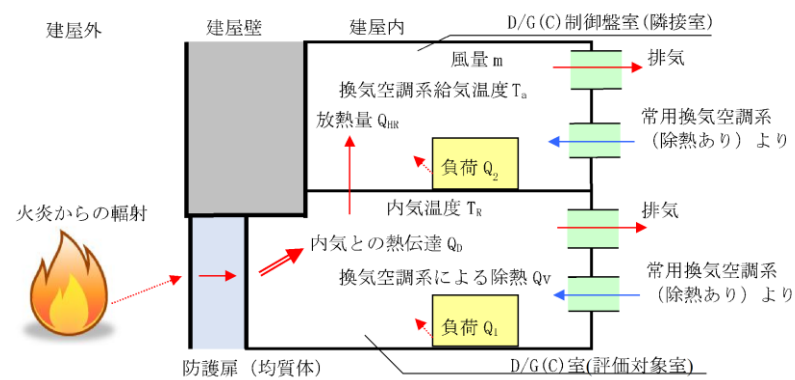 建屋外
建屋壁
建屋内
D/G(C)制御盤室(隣接室)
風量 m
排気
換気空調系給気温度 Ta
放熱量 QHR
常用換気空調系
（除熱あり）より
負荷 Q2
内気温度 TR
火炎からの輻射
排気
内気との熱伝達 QD
換気空調系による除熱 Qv
常用換気空調系
（除熱あり）より
負荷 Q1
防護扉（均質体）
D/G(C)室(評価対象室)